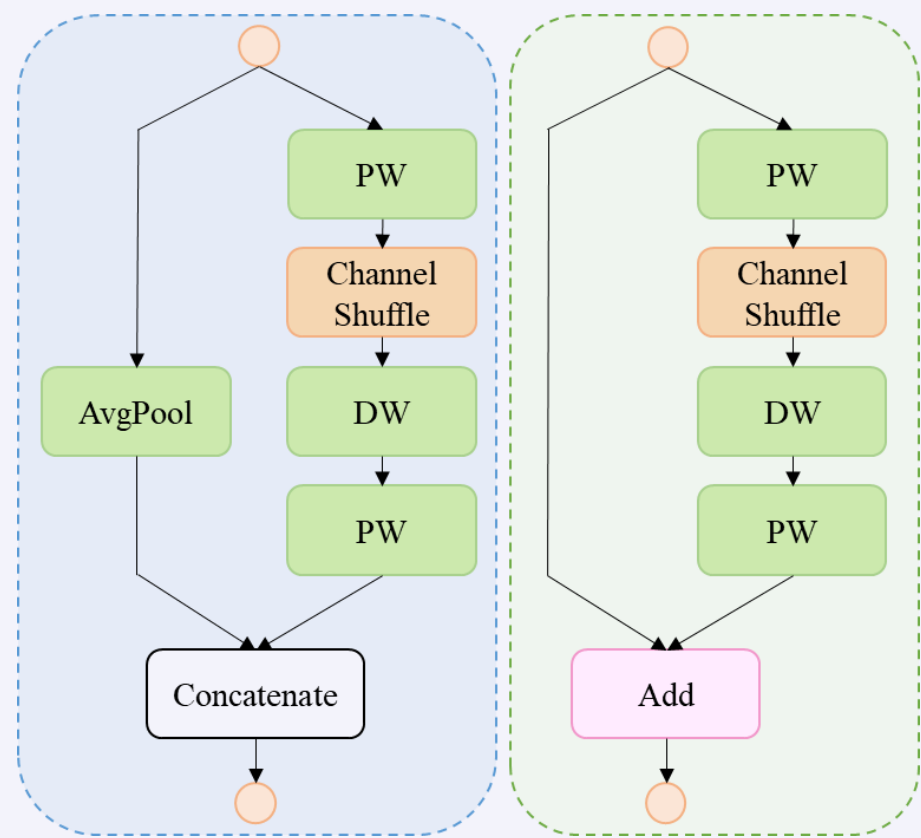 PW
Channel
Shuffle
AvgPool
DW
PW
Concatenate
PW
Channel
Shuffle
DW
PW
Add